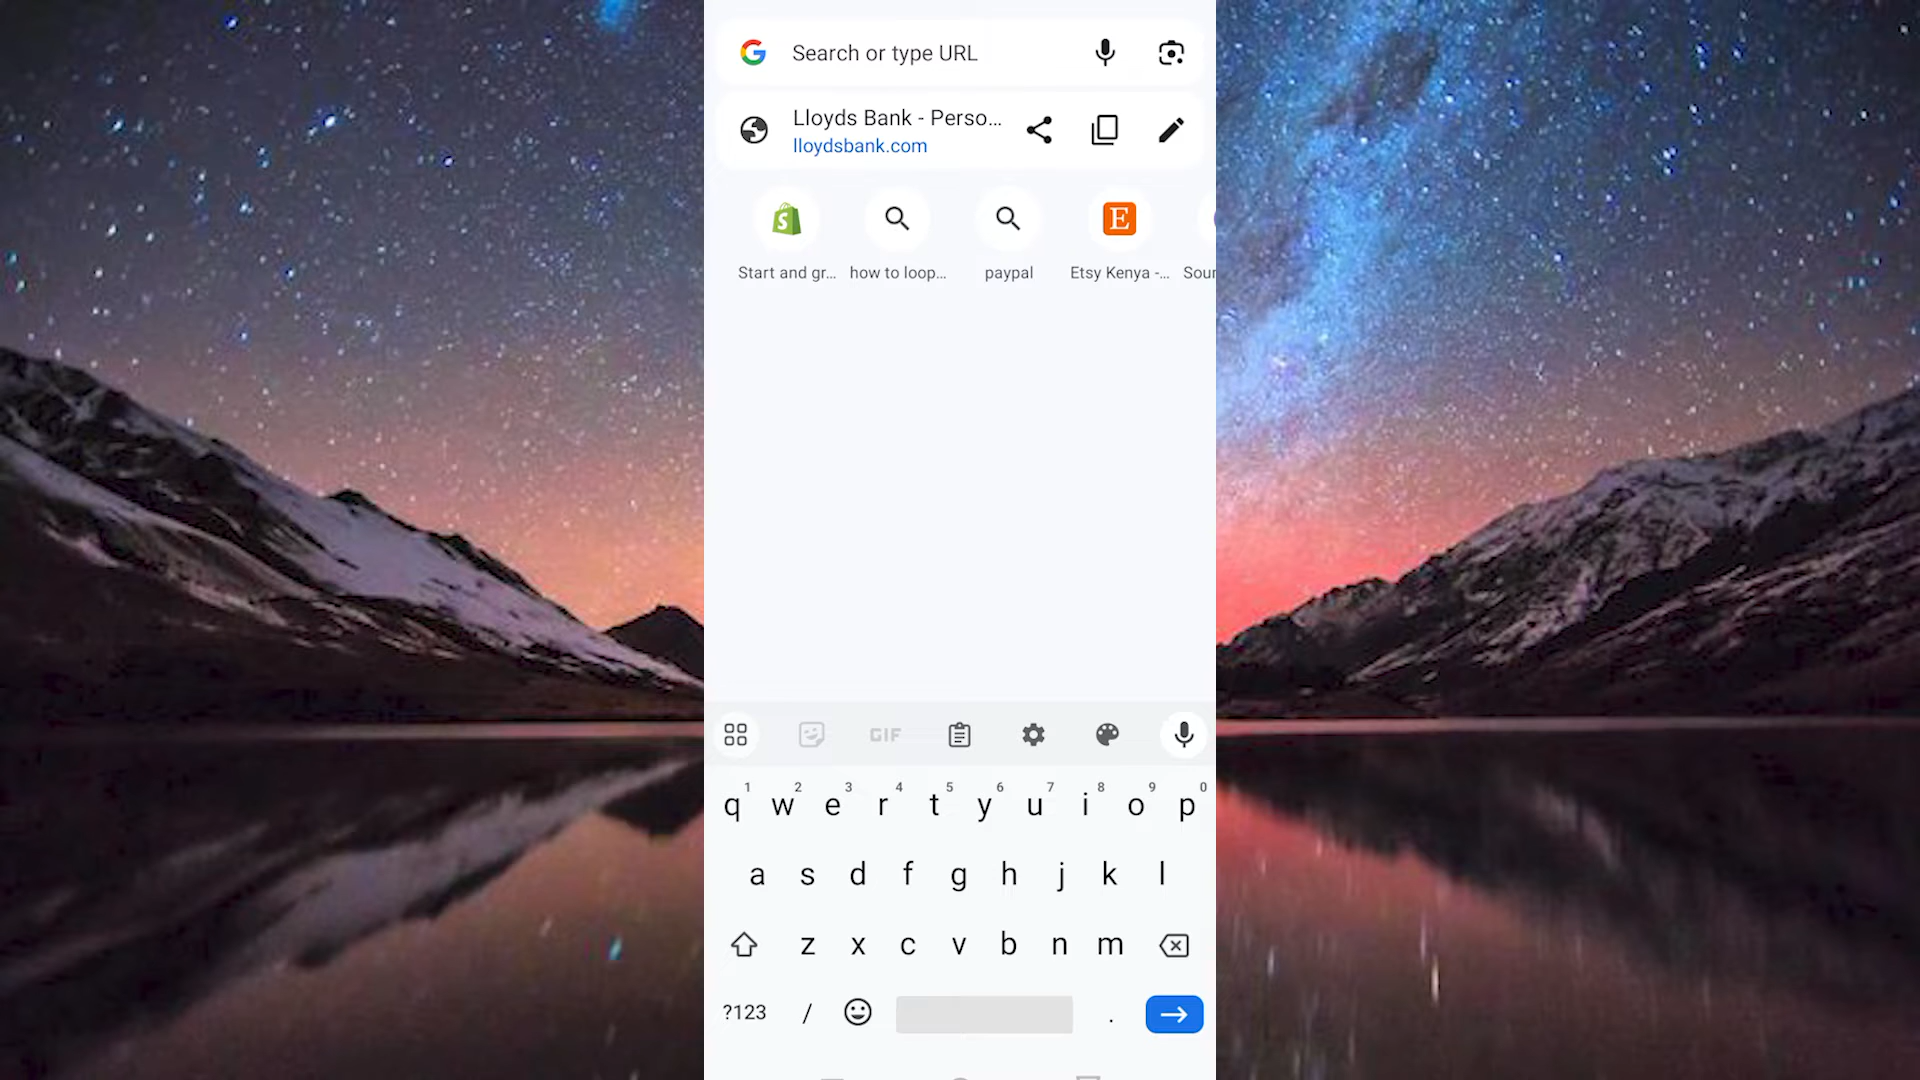 Search or type URL
Lloyds Bank - Perso...
lloydsbank.com
E
Start and gr...
how to loop...
paypal
Etsy Kenya -...
Sour
GIF
1 2 3 4 5 6 7 8 9 0
q w e r t y u i o p
a s d f g h j k l
z x c v b n m
?123 / .